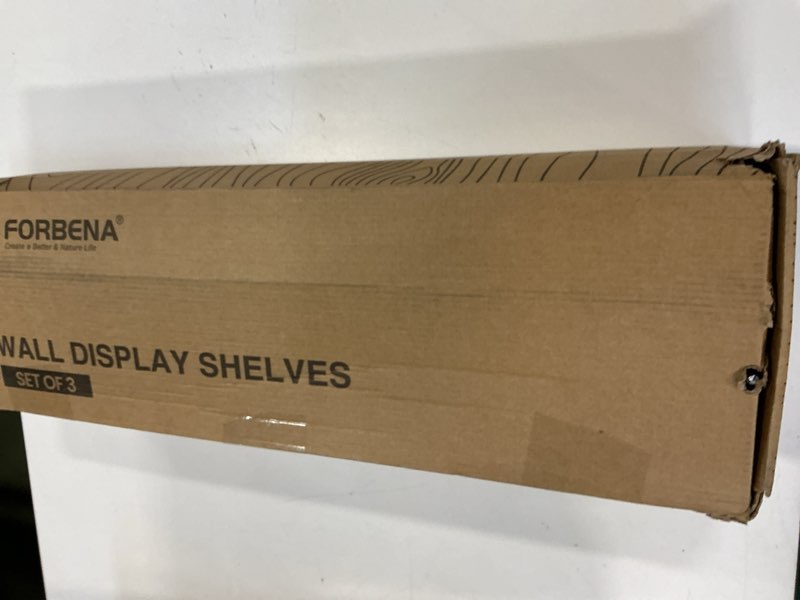 FORBENA®
Create a Better & Nature Life
WALL DISPLAY SHELVES
SET OF 3